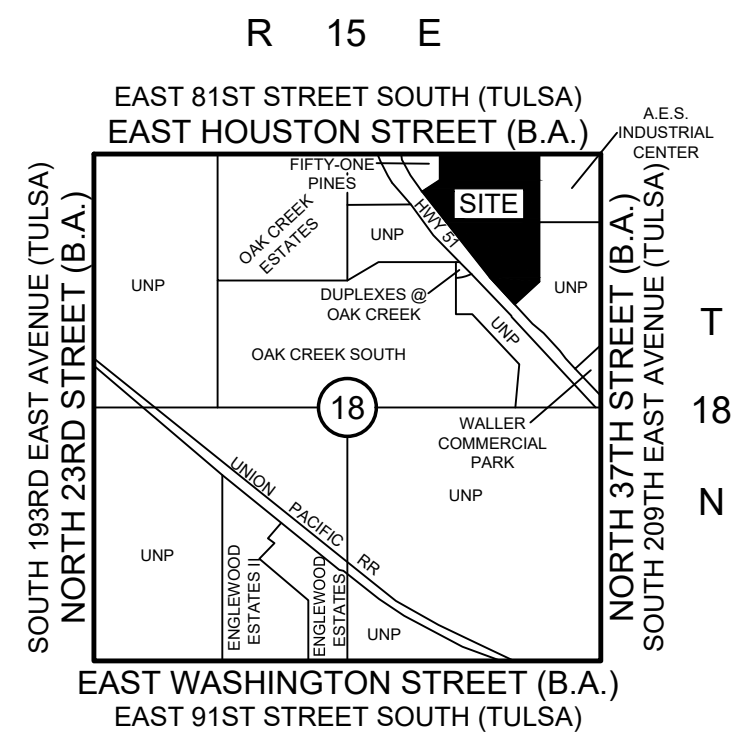 R 15 E
EAST 81ST STREET SOUTH (TULSA)
EAST HOUSTON STREET (B.A.)
A.E.S.
INDUSTRIAL
CENTER
FIFTY-ONE
PINES
SITE
HWY 51
OAK CREEK
ESTATES
UNP
UNP
UNP
DUPLEXES @
OAK CREEK
UNP
OAK CREEK SOUTH
18
WALLER
COMMERCIAL
PARK
UNION PACIFIC RR
UNP
UNP
ENGLEWOOD
ESTATES II
ENGLEWOOD
ESTATES
UNP
SOUTH 193RD EAST AVENUE (TULSA)
NORTH 23RD STREET (B.A.)
NORTH 37TH STREET (B.A.)
SOUTH 209TH EAST AVENUE (TULSA)
T
18
N
EAST WASHINGTON STREET (B.A.)
EAST 91ST STREET SOUTH (TULSA)